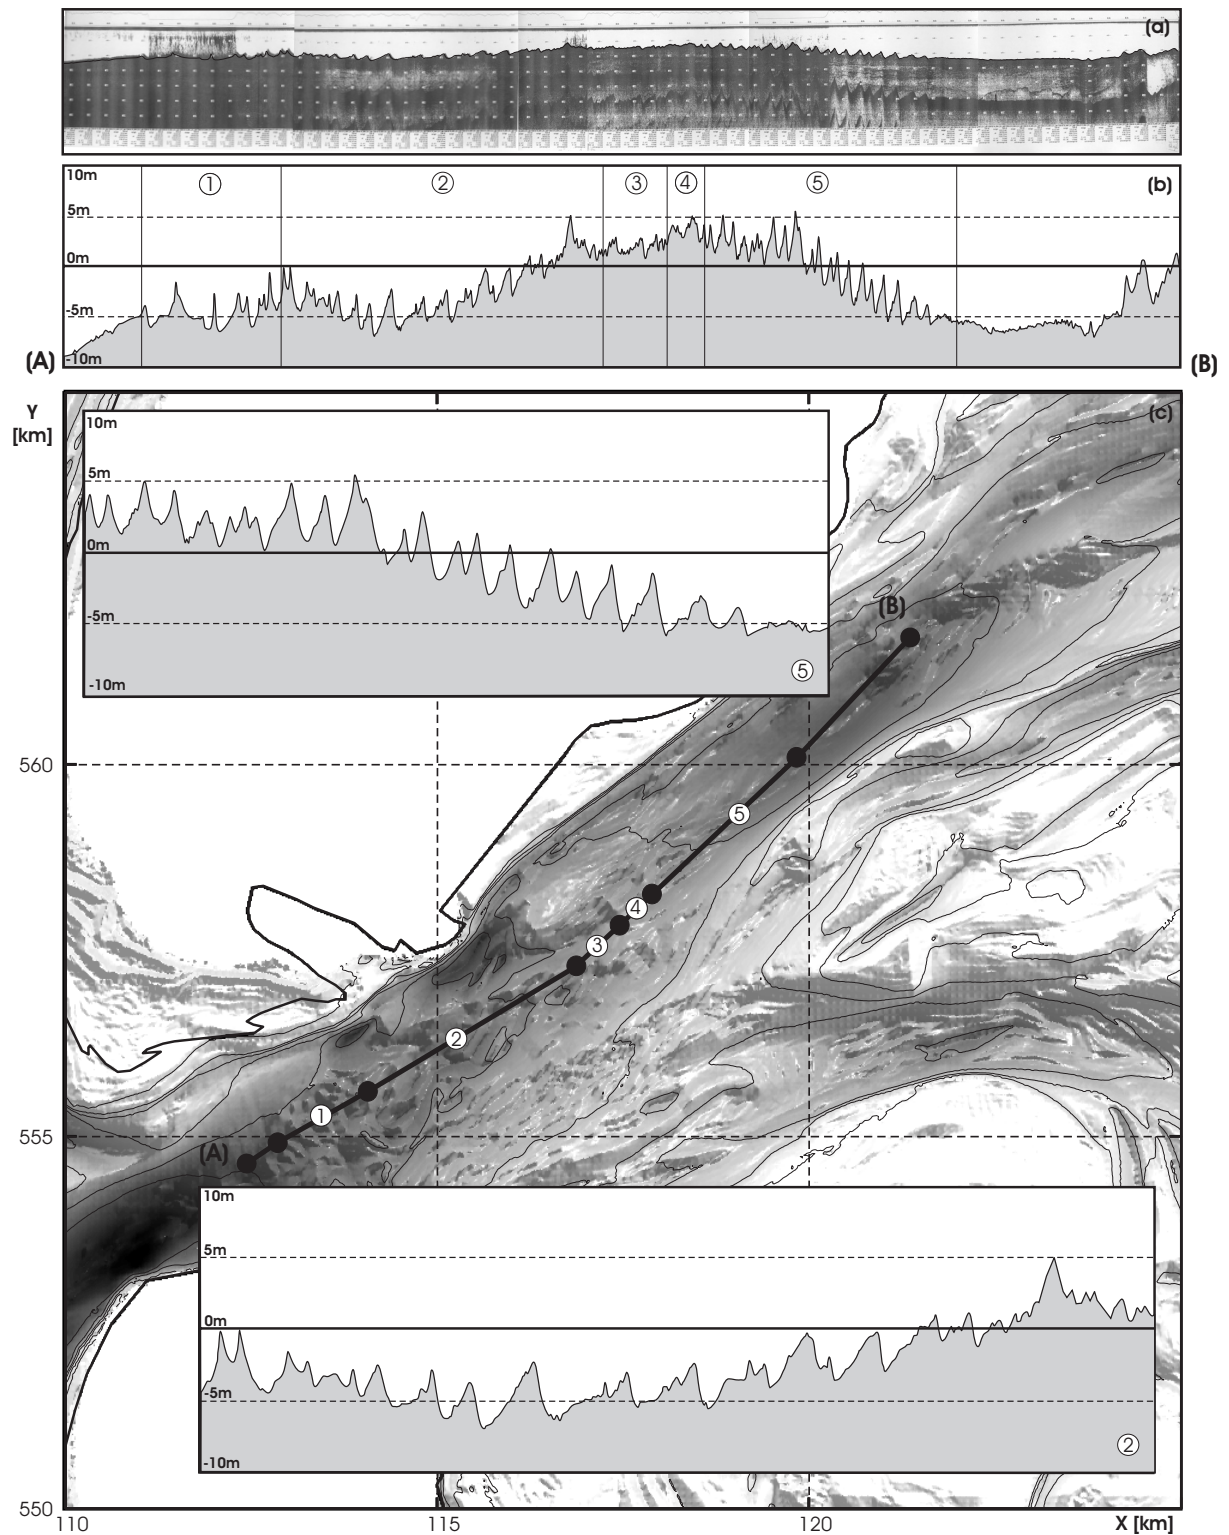 (a)
10m
① ② ③ ④ ⑤ (b)
5m
0m
-5m
-10m
(A) (B)
Y
[km]
(c)
10m
5m
0m
-5m
-10m
⑤
(B)
560
⑤
④
③
②
①
555
(A)
10m
5m
0m
-5m
-10m
②
550
110 115 120 X [km]